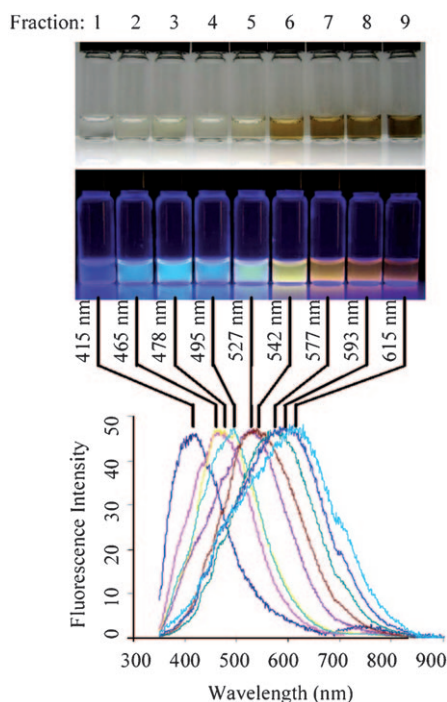 Fraction: 1 2 3 4 5 6 7 8 9
415 nm
465 nm
478 nm
495 nm
527 nm
542 nm
577 nm
593 nm
615 nm
Fluorescence Intensity
50
40
30
20
10
0
300 400 500 600 700 800 900
Wavelength (nm)